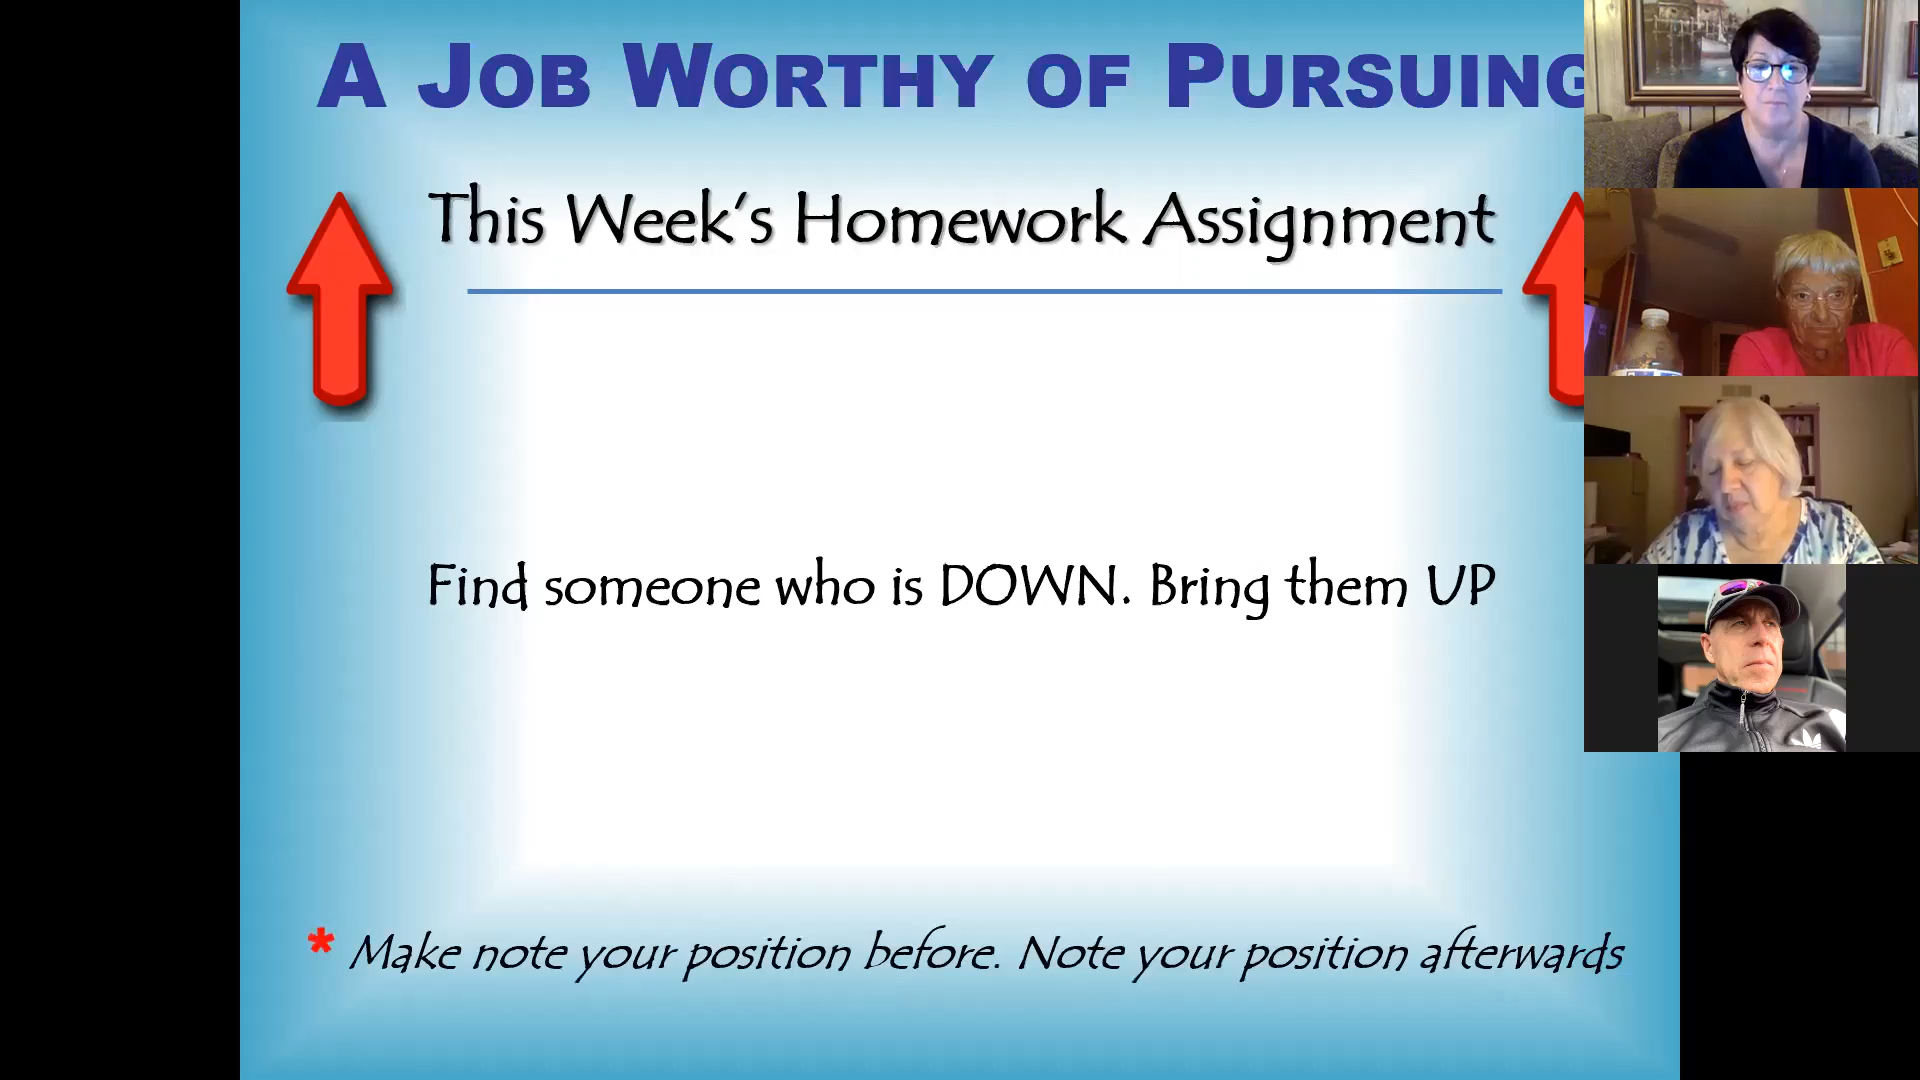 A JOB WORTHY OF PURSUING
This Week's Homework Assignment
Find someone who is DOWN. Bring them UP
* Make note your position before. Note your position afterwards